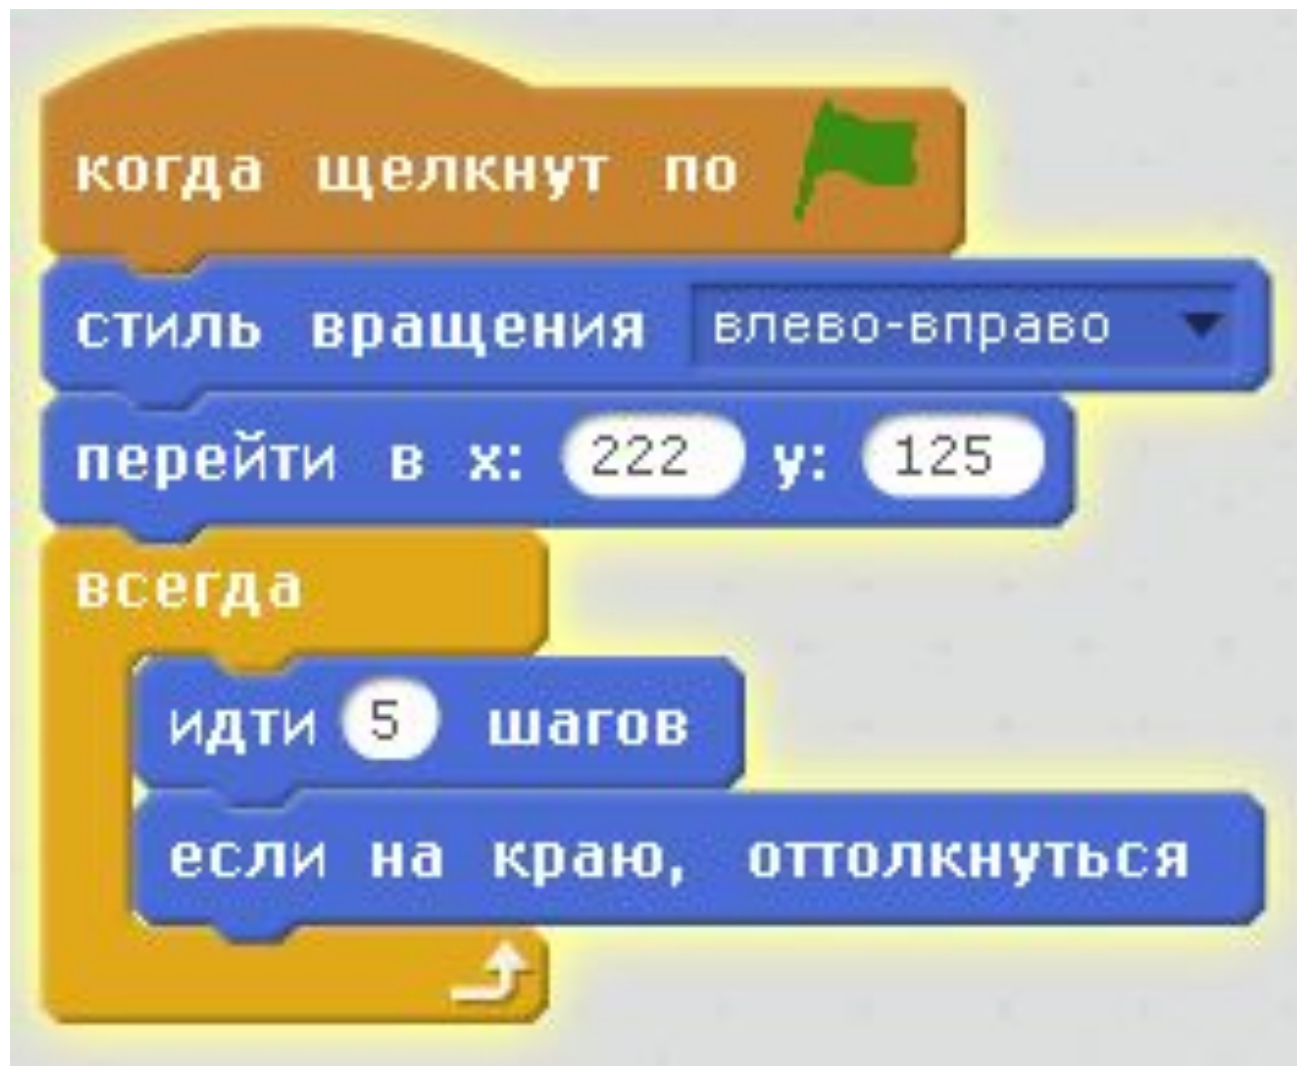 когда щелкнут по
стиль вращения влево-вправо
перейти в x: 222 y: 125
всегда
идти 5 шагов
если на краю, оттолкнуться